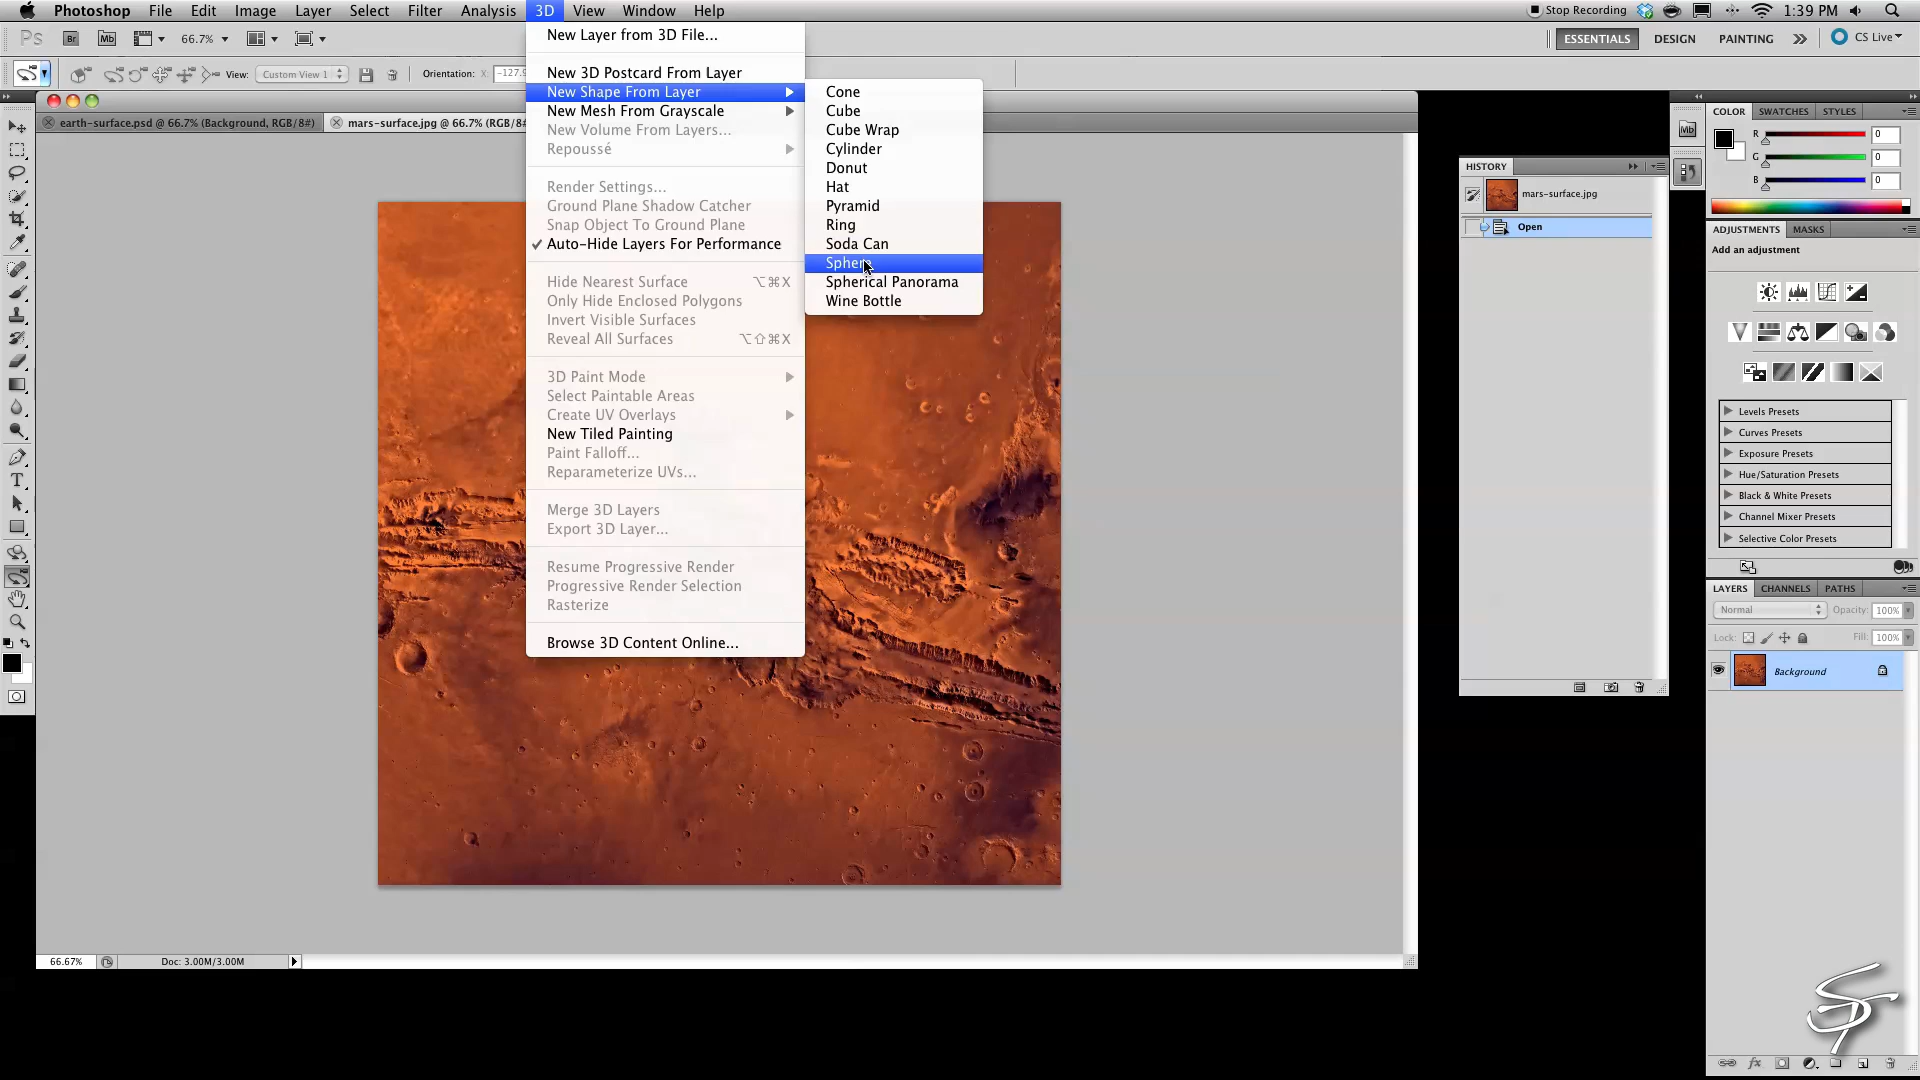 Photoshop File Edit Image Layer Select Filter Analysis 3D View Window Help Stop Recording 1:39 PM
Ps Br Mb 66.7% ESSENTIALS DESIGN PAINTING CS Live
View: Custom View 1 Orientation: X: -127.9
earth-surface.psd @ 66.7% (Background, RGB/8#) mars-surface.jpg @ 66.7% (RGB/8#
New Layer from 3D File...
New 3D Postcard From Layer
New Shape From Layer
New Mesh From Grayscale
New Volume From Layers...
Repoussé
Render Settings...
Ground Plane Shadow Catcher
Snap Object To Ground Plane
✓ Auto-Hide Layers For Performance
Hide Nearest Surface ⌥⌘X
Only Hide Enclosed Polygons
Invert Visible Surfaces
Reveal All Surfaces ⌥⇧⌘X
3D Paint Mode
Select Paintable Areas
Create UV Overlays
New Tiled Painting
Paint Falloff...
Reparameterize UVs...
Merge 3D Layers
Export 3D Layer...
Resume Progressive Render
Progressive Render Selection
Rasterize
Browse 3D Content Online...
Cone
Cube
Cube Wrap
Cylinder
Donut
Hat
Pyramid
Ring
Soda Can
Sphere
Spherical Panorama
Wine Bottle
HISTORY
mars-surface.jpg
Open
Mb
COLOR SWATCHES STYLES
R 0
G 0
B 0
ADJUSTMENTS MASKS
Add an adjustment
Levels Presets
Curves Presets
Exposure Presets
Hue/Saturation Presets
Black & White Presets
Channel Mixer Presets
Selective Color Presets
LAYERS CHANNELS PATHS
Normal Opacity: 100%
Lock: Fill: 100%
Background
fx
66.67% Doc: 3.00M/3.00M